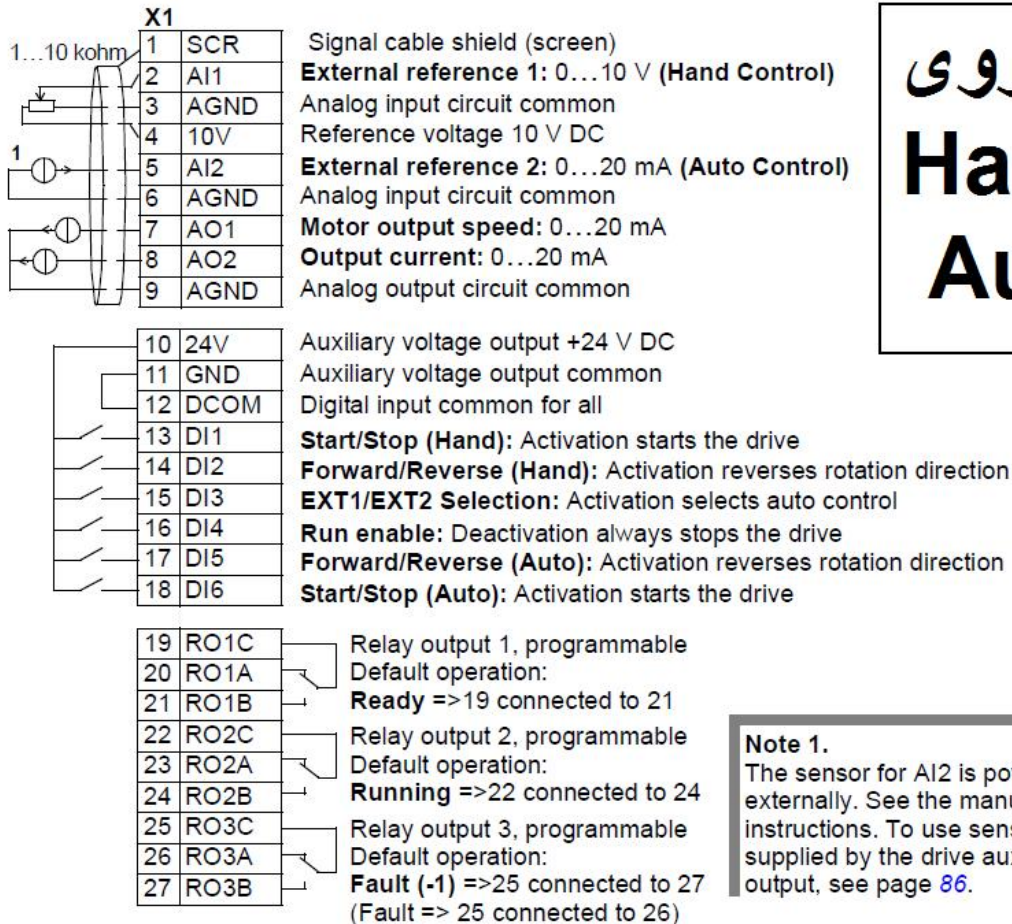 X1
1...10 kohm
1 SCR Signal cable shield (screen)
2 AI1 External reference 1: 0...10 V (Hand Control)
3 AGND Analog input circuit common
4 10V Reference voltage 10 V DC
1
5 AI2 External reference 2: 0...20 mA (Auto Control)
6 AGND Analog input circuit common
7 AO1 Motor output speed: 0...20 mA
8 AO2 Output current: 0...20 mA
9 AGND Analog output circuit common
10 24V Auxiliary voltage output +24 V DC
11 GND Auxiliary voltage output common
12 DCOM Digital input common for all
13 DI1 Start/Stop (Hand): Activation starts the drive
14 DI2 Forward/Reverse (Hand): Activation reverses rotation direction
15 DI3 EXT1/EXT2 Selection: Activation selects auto control
16 DI4 Run enable: Deactivation always stops the drive
17 DI5 Forward/Reverse (Auto): Activation reverses rotation direction
18 DI6 Start/Stop (Auto): Activation starts the drive
19 RO1C Relay output 1, programmable
20 RO1A Default operation:
21 RO1B Ready =>19 connected to 21
22 RO2C Relay output 2, programmable
23 RO2A Default operation:
24 RO2B Running =>22 connected to 24
25 RO3C Relay output 3, programmable
26 RO3A Default operation:
27 RO3B Fault (-1) =>25 connected to 27
(Fault => 25 connected to 26)
Note 1.
The sensor for AI2 is
externally. See the
instructions. To use
supplied by the drive
output, see page 86.